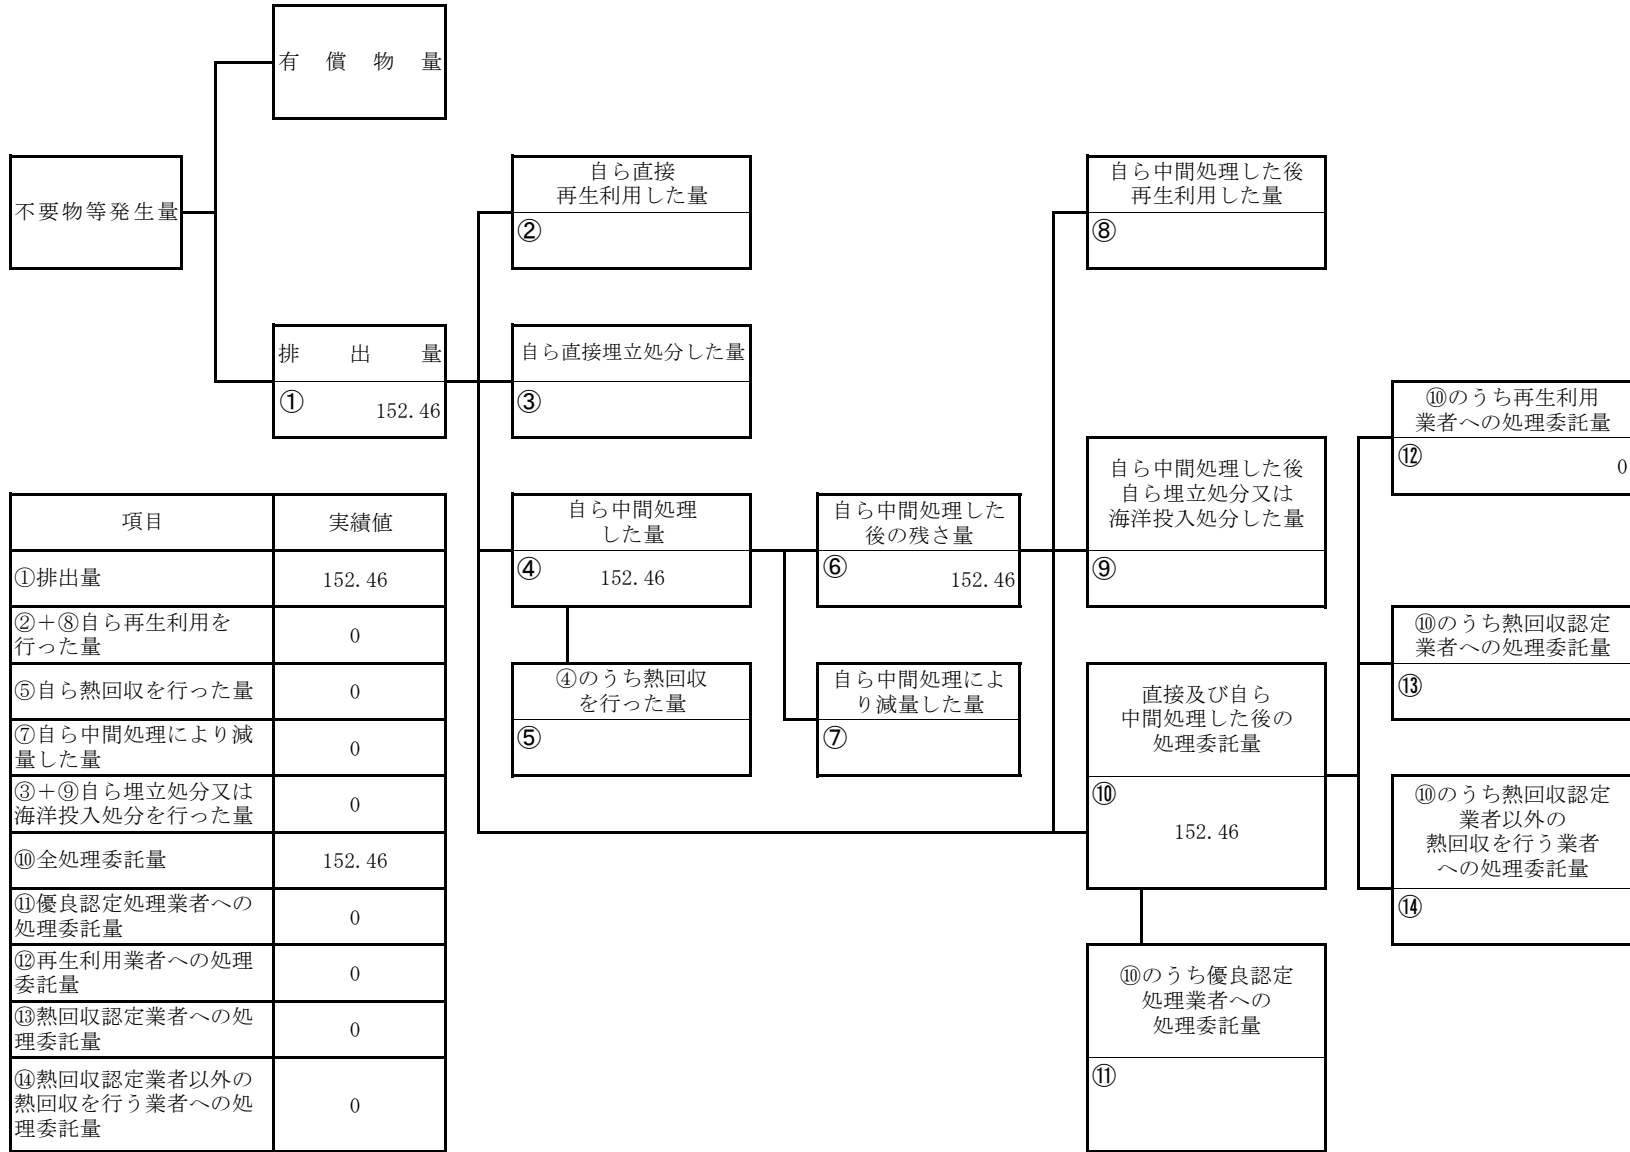 有償物量
不要物等発生量
排出量
①
152.46
自ら直接
再生利用した量
②
自ら直接埋立処分した量
③
自ら中間処理
した量
④
152.46
④のうち熱回収
を行った量
⑤
自ら中間処理した
後の残さ量
⑥
152.46
自ら中間処理によ
り減量した量
⑦
自ら中間処理した後
再生利用した量
⑧
自ら中間処理した後
自ら埋立処分又は
海洋投入処分した量
⑨
直接及び自ら
中間処理した後の
処理委託量
⑩
152.46
⑩のうち優良認定
処理業者への
処理委託量
⑪
⑩のうち再生利用
業者への処理委託量
⑫
0
⑩のうち熱回収認定
業者への処理委託量
⑬
⑩のうち熱回収認定
業者以外の
熱回収を行う業者
への処理委託量
⑭
項目 実績値
①排出量 152.46
②+⑧自ら再生利用を
行った量 0
⑤自ら熱回収を行った量 0
⑦自ら中間処理により減
量した量 0
③+⑨自ら埋立処分又は
海洋投入処分を行った量 0
⑩全処理委託量 152.46
⑪優良認定処理業者への
処理委託量 0
⑫再生利用業者への処理
委託量 0
⑬熱回収認定業者への処
理委託量 0
⑭熱回収認定業者以外の
熱回収を行う業者への処
理委託量 0